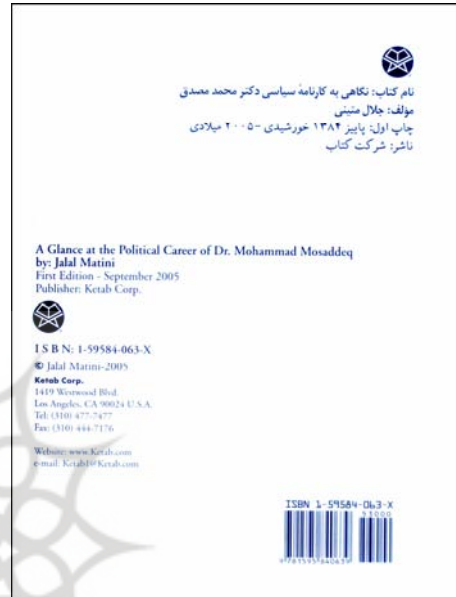 نام کتاب: نگاهی به کارنامهٔ سیاسی دکتر محمد مصدق
مؤلف: جلال متینی
چاپ اول: پاییز ۱۳۸۴ خورشیدی - ۲۰۰۵ میلادی
ناشر: شرکت کتاب
A Glance at the Political Career of Dr. Mohammad Mosaddeq
by: Jalal Matini
First Edition - September 2005
Publisher: Ketab Corp.
I S B N: 1-59584-063-X
© Jalal Matini-2005
Ketab Corp.
1419 Westwood Blvd.
Los Angeles, CA 90024 U.S.A.
Tel: (310) 477-7477
Fax: (310) 444-7176
Website: www.Ketab.com
e-mail: Ketab1@Ketab.com
ISBN 1-59584-063-X
53000
9 781595 840639